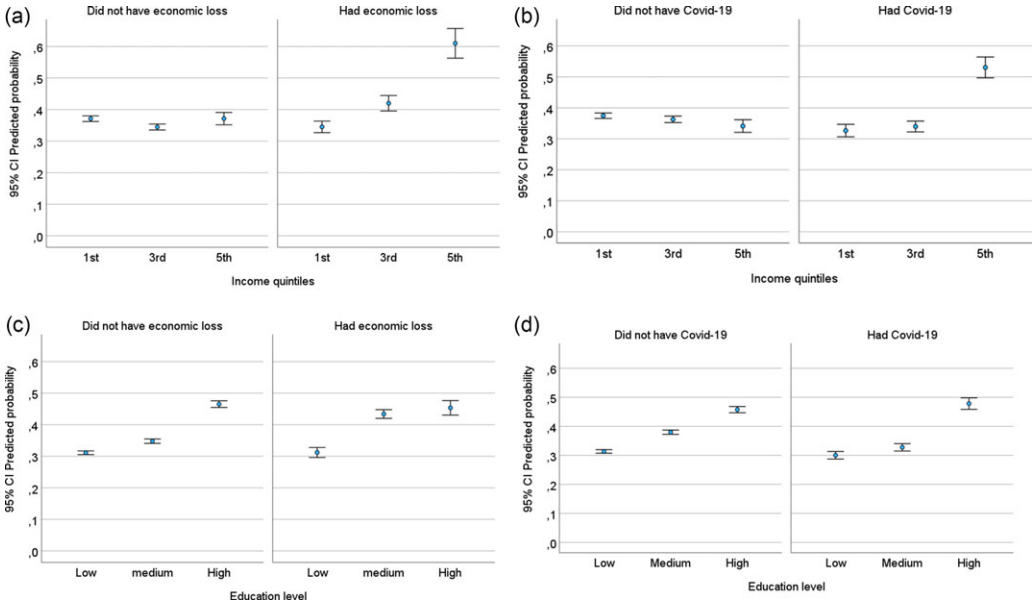 (a)
Did not have economic loss
Had economic loss
95% CI Predicted probability
,6
,5
,4
,3
,2
,1
,0
1st 3rd 5th
1st 3rd 5th
Income quintiles
(b)
Did not have Covid-19
Had Covid-19
95% CI Predicted probability
,6
,5
,4
,3
,2
,1
,0
1st 3rd 5th
1st 3rd 5th
Income quintiles
(c)
Did not have economic loss
Had economic loss
95% CI Predicted probability
,6
,5
,4
,3
,2
,1
,0
Low medium High
Low medium High
Education level
(d)
Did not have Covid-19
Had Covid-19
95% CI Predicted probability
,6
,5
,4
,3
,2
,1
,0
Low Medium High
Low Medium High
Education level